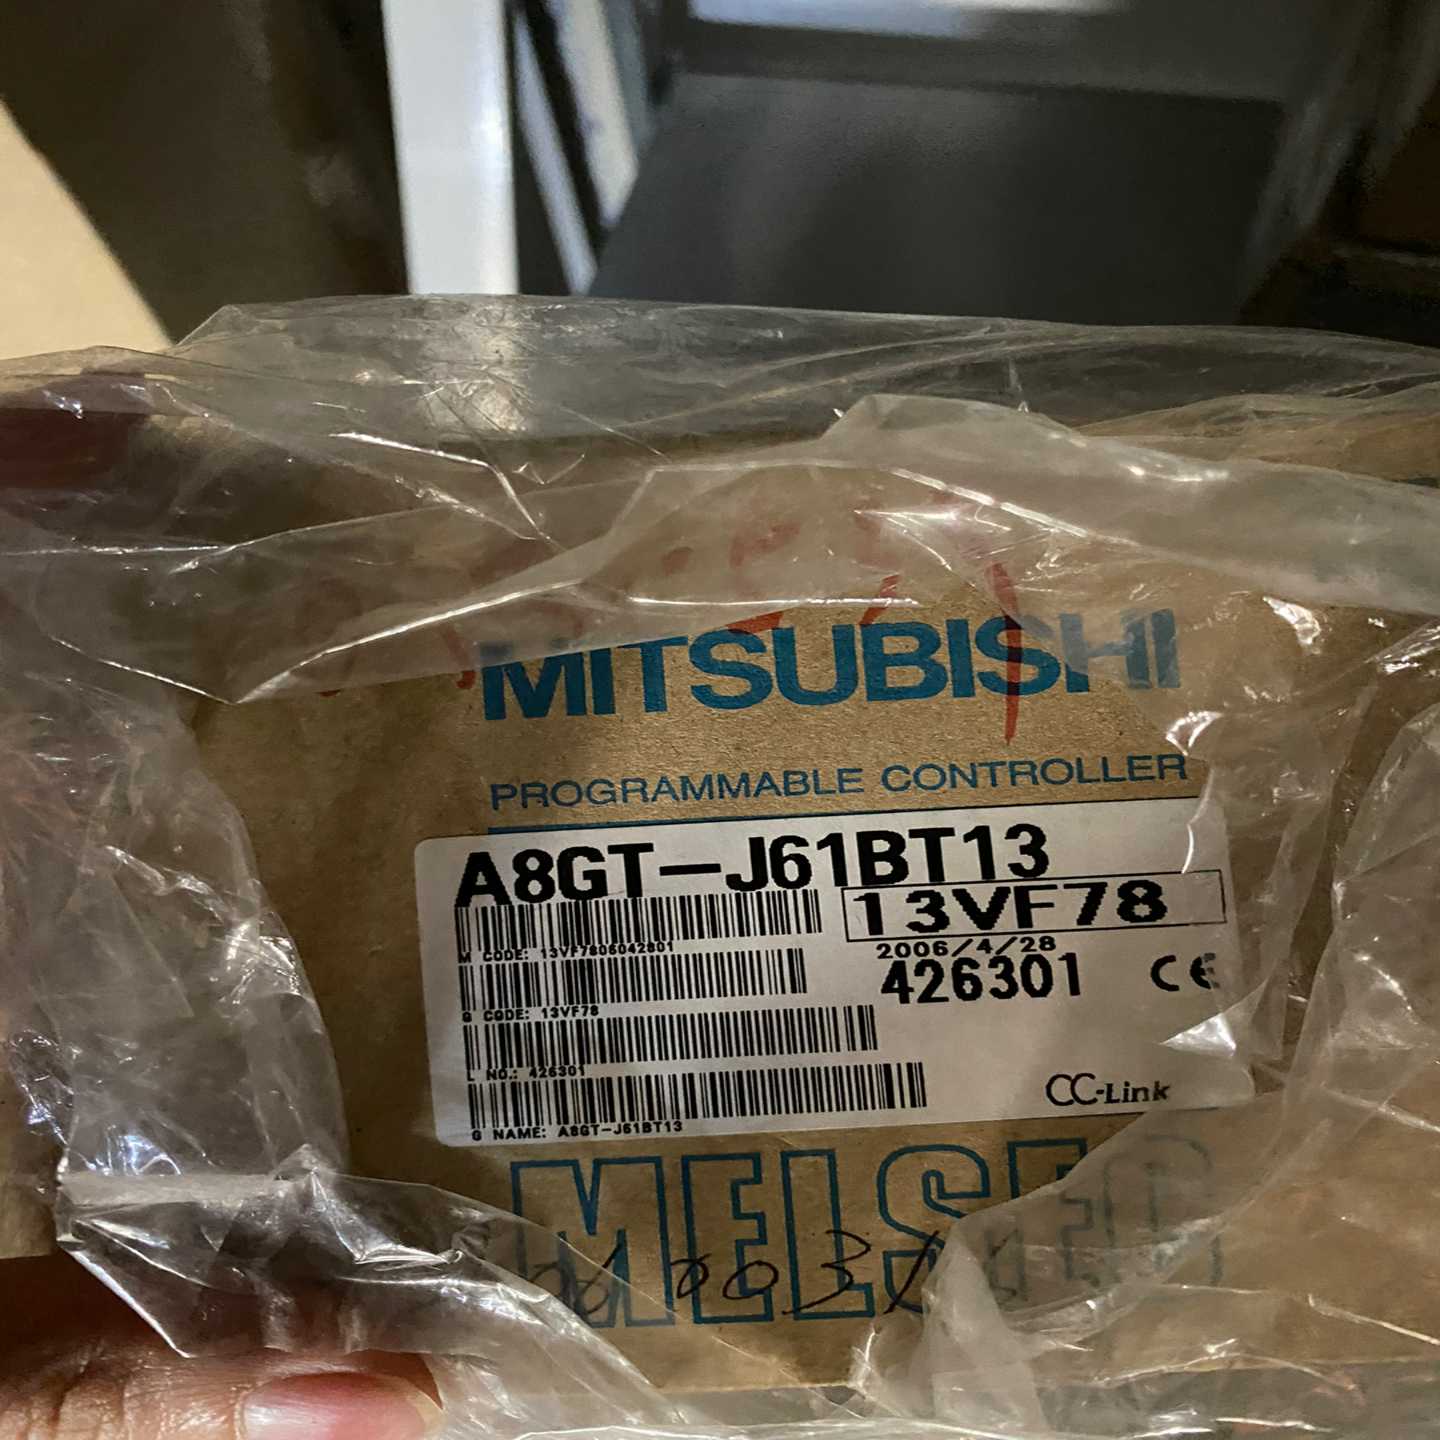 MITSUBISHI
PROGRAMMABLE CONTROLLER
A8GT-J61BT13
13VF78
M CODE: 13VF7806042801
2006/4/28
426301
CE
G CODE: 13VF78
L NO.: 426301
CC-Link
G NAME: A8GT-J61BT13
MELSEC